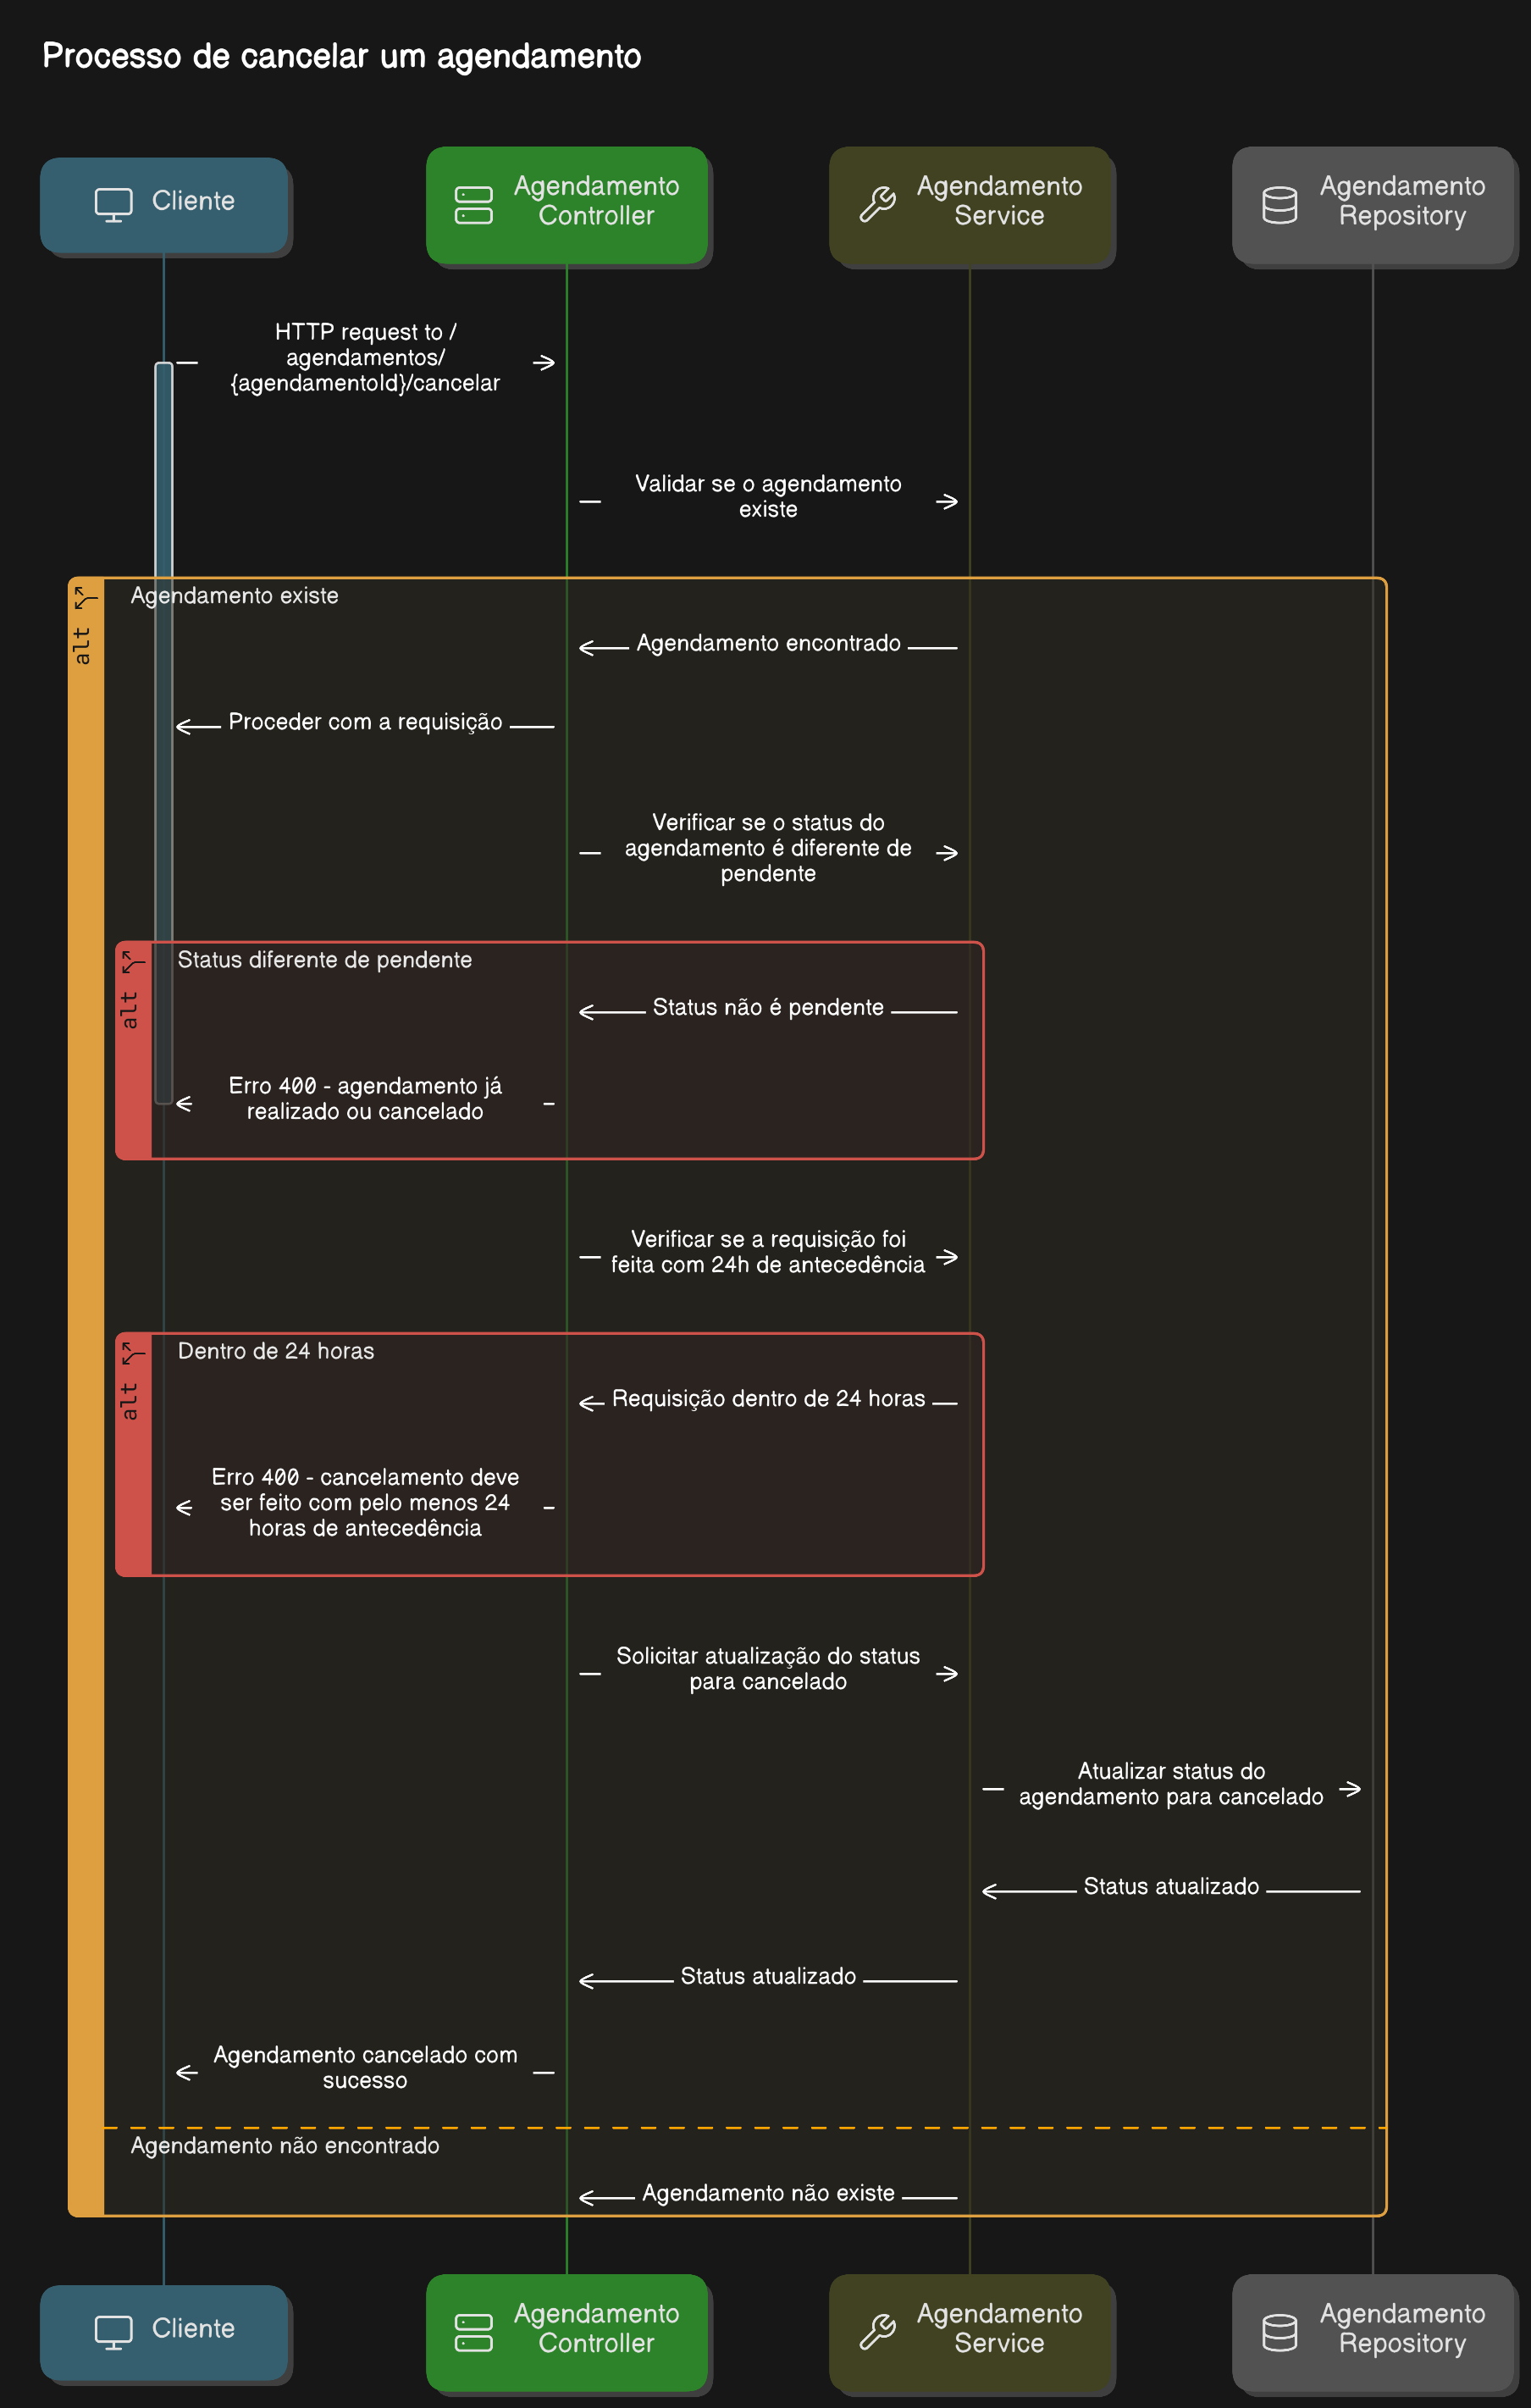 Processo de cancelar um agendamento
Cliente
Agendamento
Controller
Agendamento
Service
Agendamento
Repository
HTTP request to /
agendamentos/
{agendamentoId}/cancelar
Validar se o agendamento
existe
alt
Agendamento existe
Agendamento encontrado
Proceder com a requisição
Verificar se o status do
agendamento é diferente de
pendente
alt
Status diferente de pendente
Status não é pendente
Erro 400 - agendamento já
realizado ou cancelado
Verificar se a requisição foi
feita com 24h de antecedência
alt
Dentro de 24 horas
Requisição dentro de 24 horas
Erro 400 - cancelamento deve
ser feito com pelo menos 24
horas de antecedência
Solicitar atualização do status
para cancelado
Atualizar status do
agendamento para cancelado
Status atualizado
Status atualizado
Agendamento cancelado com
sucesso
Agendamento não encontrado
Agendamento não existe
Cliente
Agendamento
Controller
Agendamento
Service
Agendamento
Repository